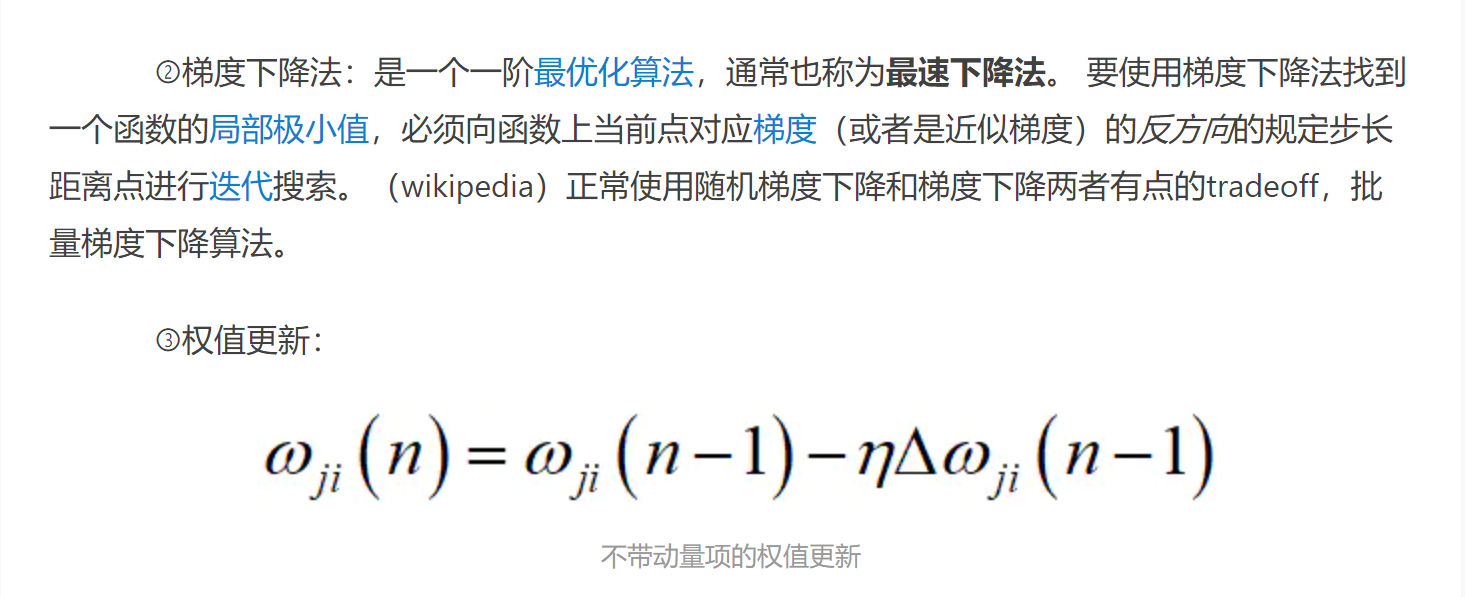 ②梯度下降法：是一个一阶最优化算法，通常也称为最速下降法。 要使用梯度下降法找到
一个函数的局部极小值，必须向函数上当前点对应梯度（或者是近似梯度）的反方向的规定步长
距离点进行迭代搜索。（wikipedia）正常使用随机梯度下降和梯度下降两者有点的tradeoff，批
量梯度下降算法。
③权值更新：
ω_{ji}(n)=ω_{ji}(n−1)−ηΔω_{ji}(n−1)
不带动量项的权值更新